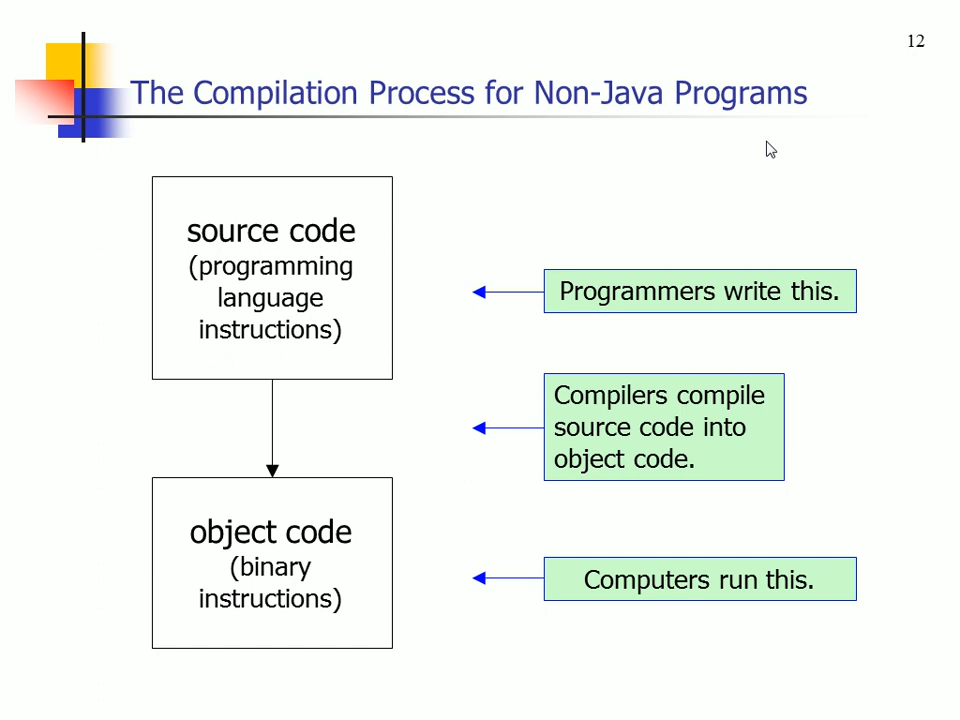 12
The Compilation Process for Non-Java Programs
source code
(programming
language
instructions)
Programmers write this.
Compilers compile
source code into
object code.
object code
(binary
instructions)
Computers run this.